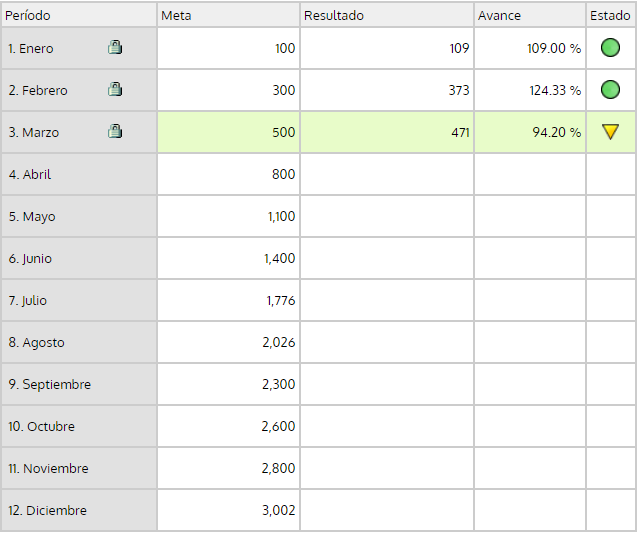 Período Meta Resultado Avance Estado
1. Enero 100 109 109.00 %
2. Febrero 300 373 124.33 %
3. Marzo 500 471 94.20 %
4. Abril 800
5. Mayo 1,100
6. Junio 1,400
7. Julio 1,776
8. Agosto 2,026
9. Septiembre 2,300
10. Octubre 2,600
11. Noviembre 2,800
12. Diciembre 3,002